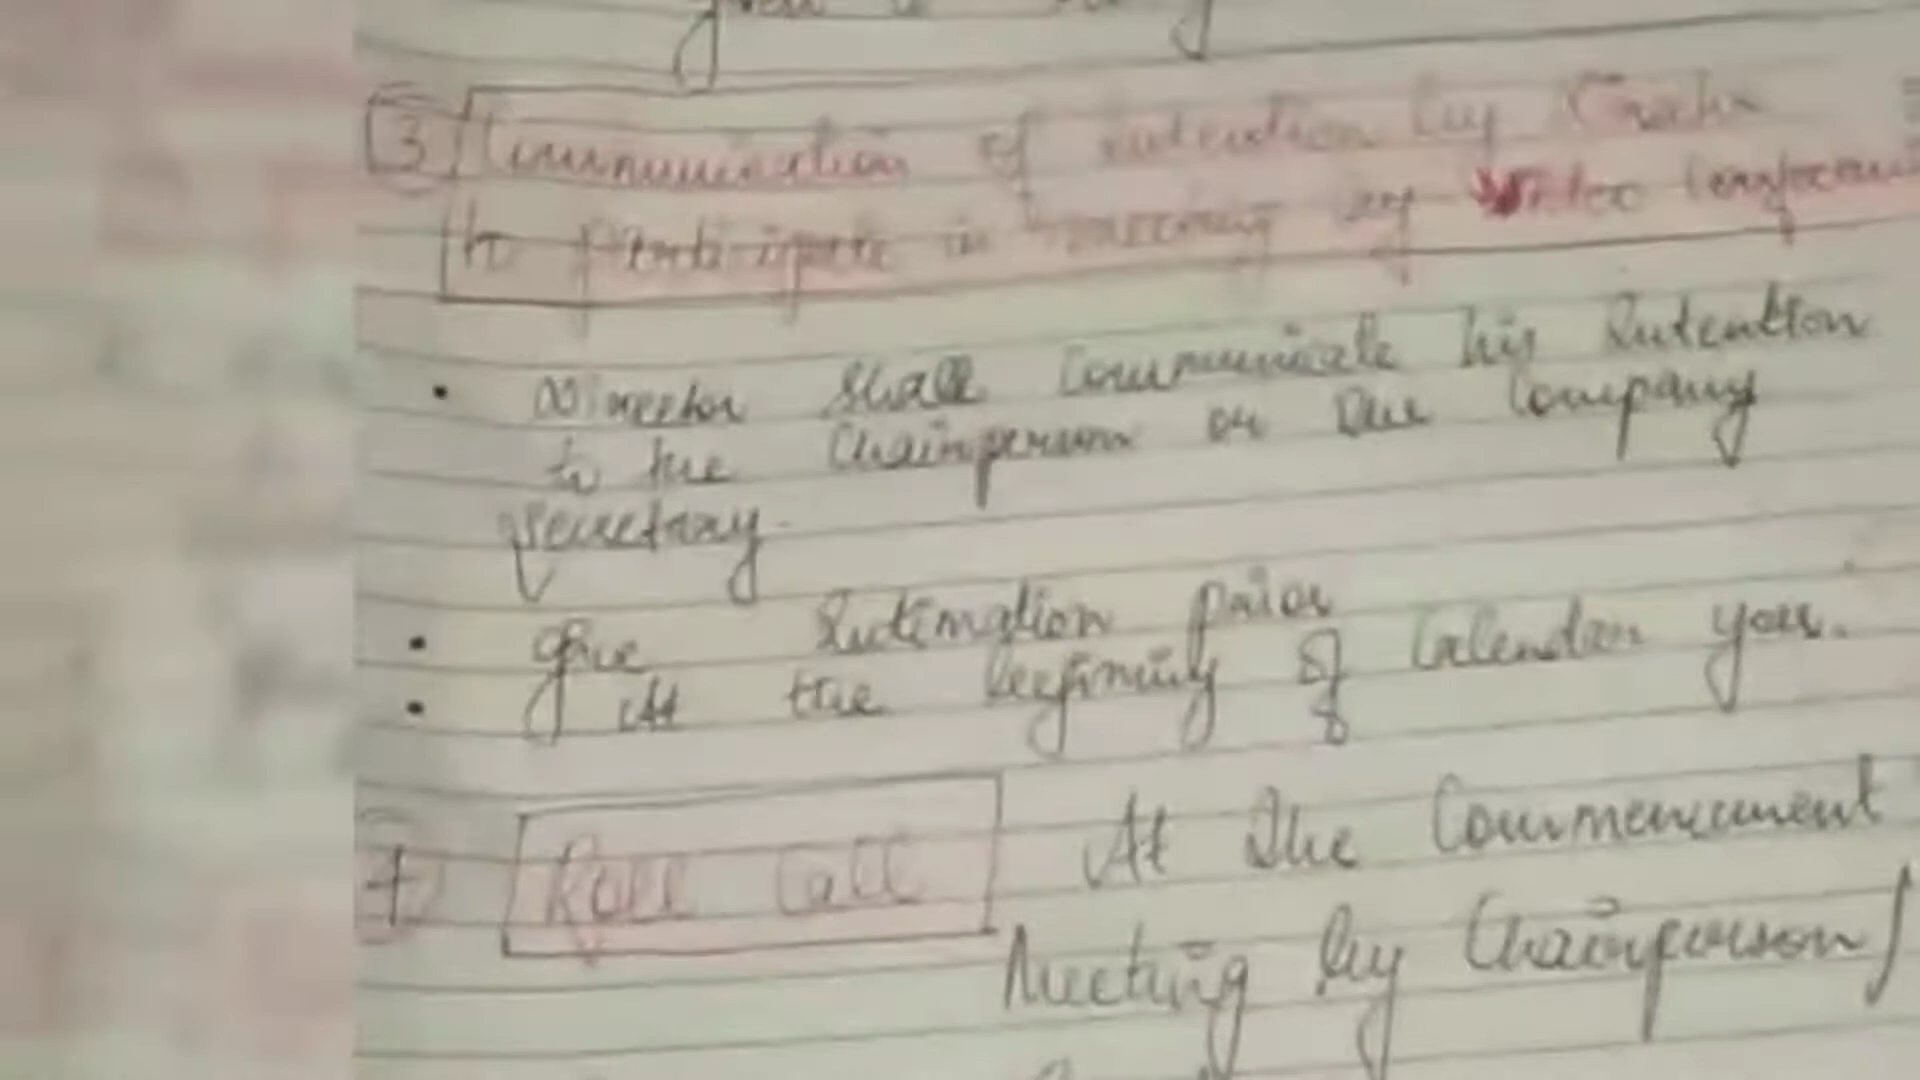 3 Communication of intention by
to participate in meeting by Video
• Director shall communicate his Intention
to the Chairperson or the Company
Secretary.
• give Intimation prior
• At the beginning of Calendar year.
4 Roll Call At the Commencement
Meeting by Chairperson/